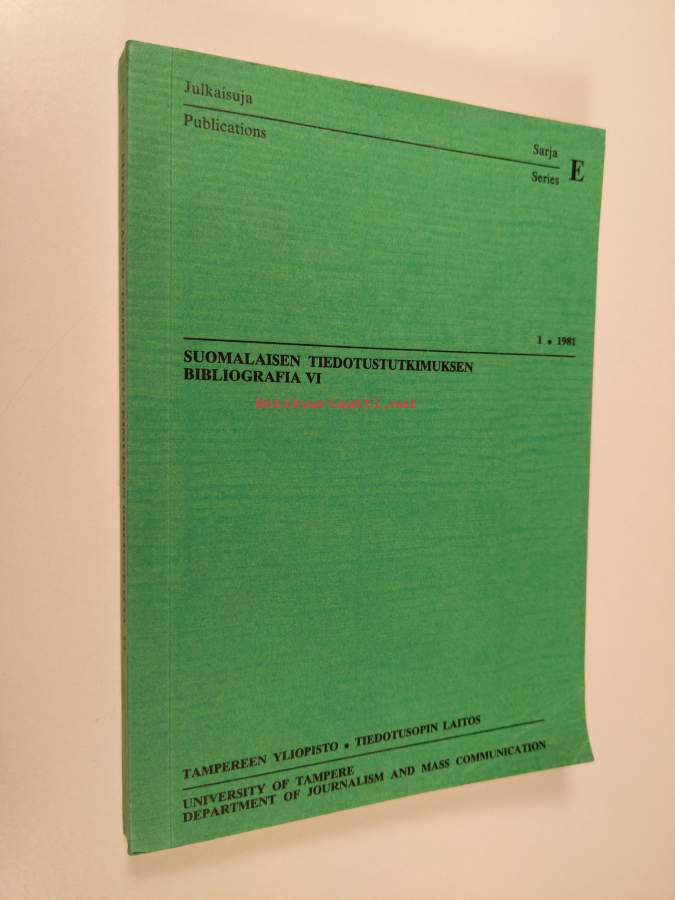 Julkaisuja
Publications
Sarja
Series
E
1 • 1981
SUOMALAISEN TIEDOTUSTUTKIMUKSEN
BIBLIOGRAFIA VI
antikvariaatti.net
TAMPEREEN YLIOPISTO • TIEDOTUSOPIN LAITOS
UNIVERSITY OF TAMPERE
DEPARTMENT OF JOURNALISM AND MASS COMMUNICATION